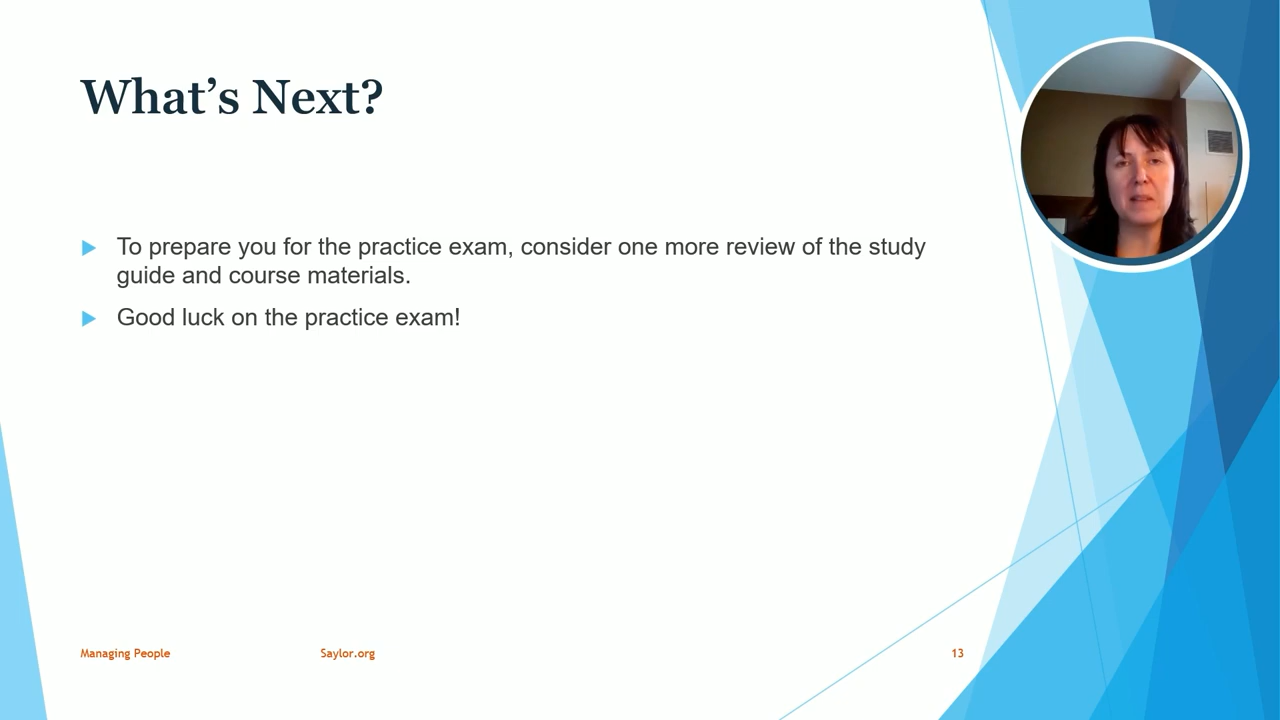 What’s Next?
To prepare you for the practice exam, consider one more review of the study
guide and course materials.
Good luck on the practice exam!
Managing People
Saylor.org
13